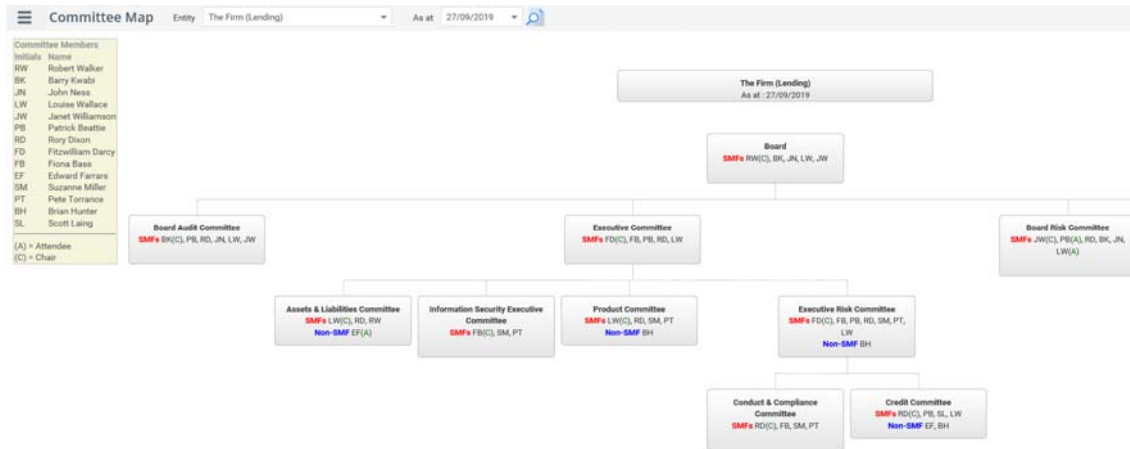 Committee Map Entity The Firm (Lending) As at 27/09/2019
Committee Members
Initials Name
RW Robert Walker
BK Barry Kwabi
JN John Ness
LW Louise Wallace
JW Janet Williamson
PB Patrick Beattie
RD Rory Dixon
FD Fitzwilliam Darcy
FB Fiona Bass
EF Edward Farrars
SM Suzanne Miller
PT Pete Torrance
BH Brian Hunter
SL Scott Laing
(A) = Attendee
(C) = Chair
The Firm (Lending)
As at : 27/09/2019
Board
SMFs RW(C), BK, JN, LW, JW
Board Audit Committee
SMFs BK(C), PB, RD, JN, LW, JW
Executive Committee
SMFs FD(C), FB, PB, RD, LW
Board Risk Committee
SMFs JW(C), PB(A), RD, BK, JN,
LW(A)
Assets & Liabilities Committee
SMFs LW(C), RD, RW
Non-SMF EF(A)
Information Security Executive
Committee
SMFs FB(C), SM, PT
Product Committee
SMFs LW(C), RD, SM, PT
Non-SMF BH
Executive Risk Committee
SMFs FD(C), FB, PB, RD, SM, PT,
LW
Non-SMF BH
Conduct & Compliance
Committee
SMFs RD(C), FB, SM, PT
Credit Committee
SMFs RD(C), PB, SL, LW
Non-SMF EF, BH